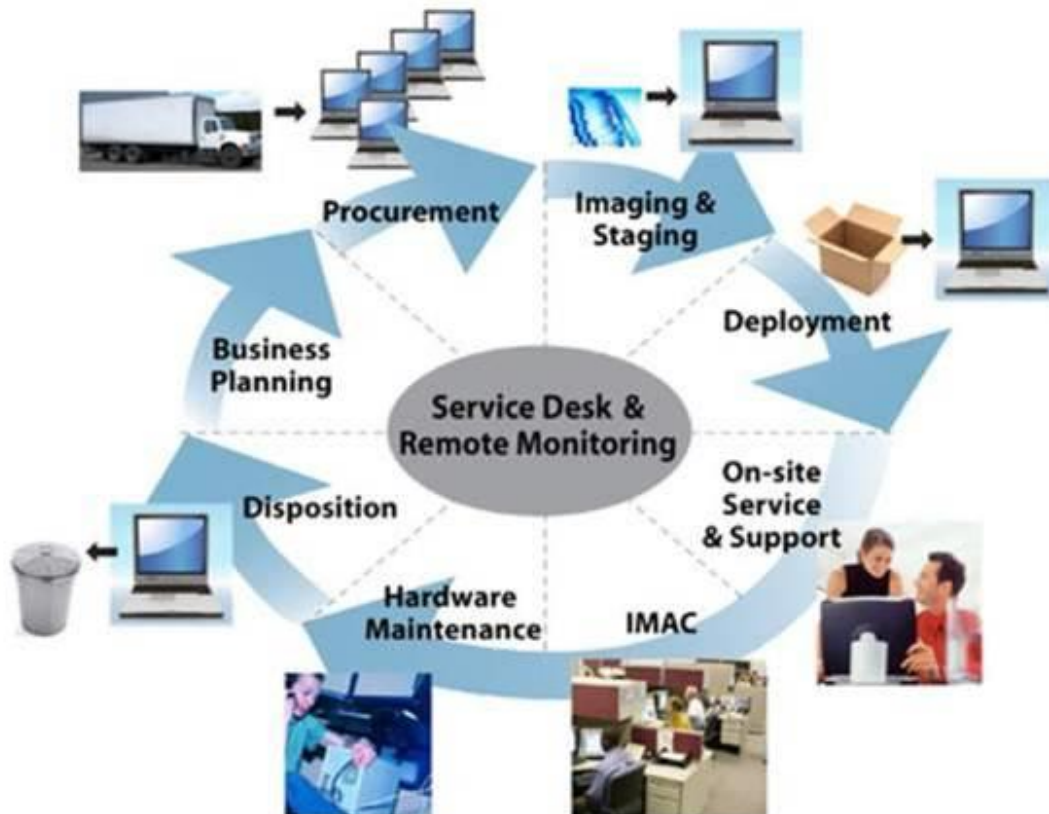 Procurement
Imaging &
Staging
Deployment
Business
Planning
Service Desk &
Remote Monitoring
On-site
Service
& Support
Disposition
Hardware
Maintenance
IMAC